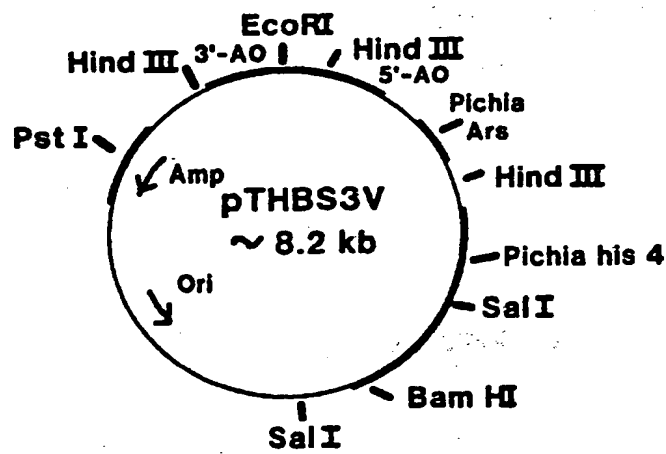 EcoRI
Hind III
3'-AO
Hind III
5'-AO
Pst I
Pichia
Ars
Amp
Hind III
pTHBS3V
~ 8.2 kb
Pichia his 4
Ori
Sal I
Bam HI
Sal I